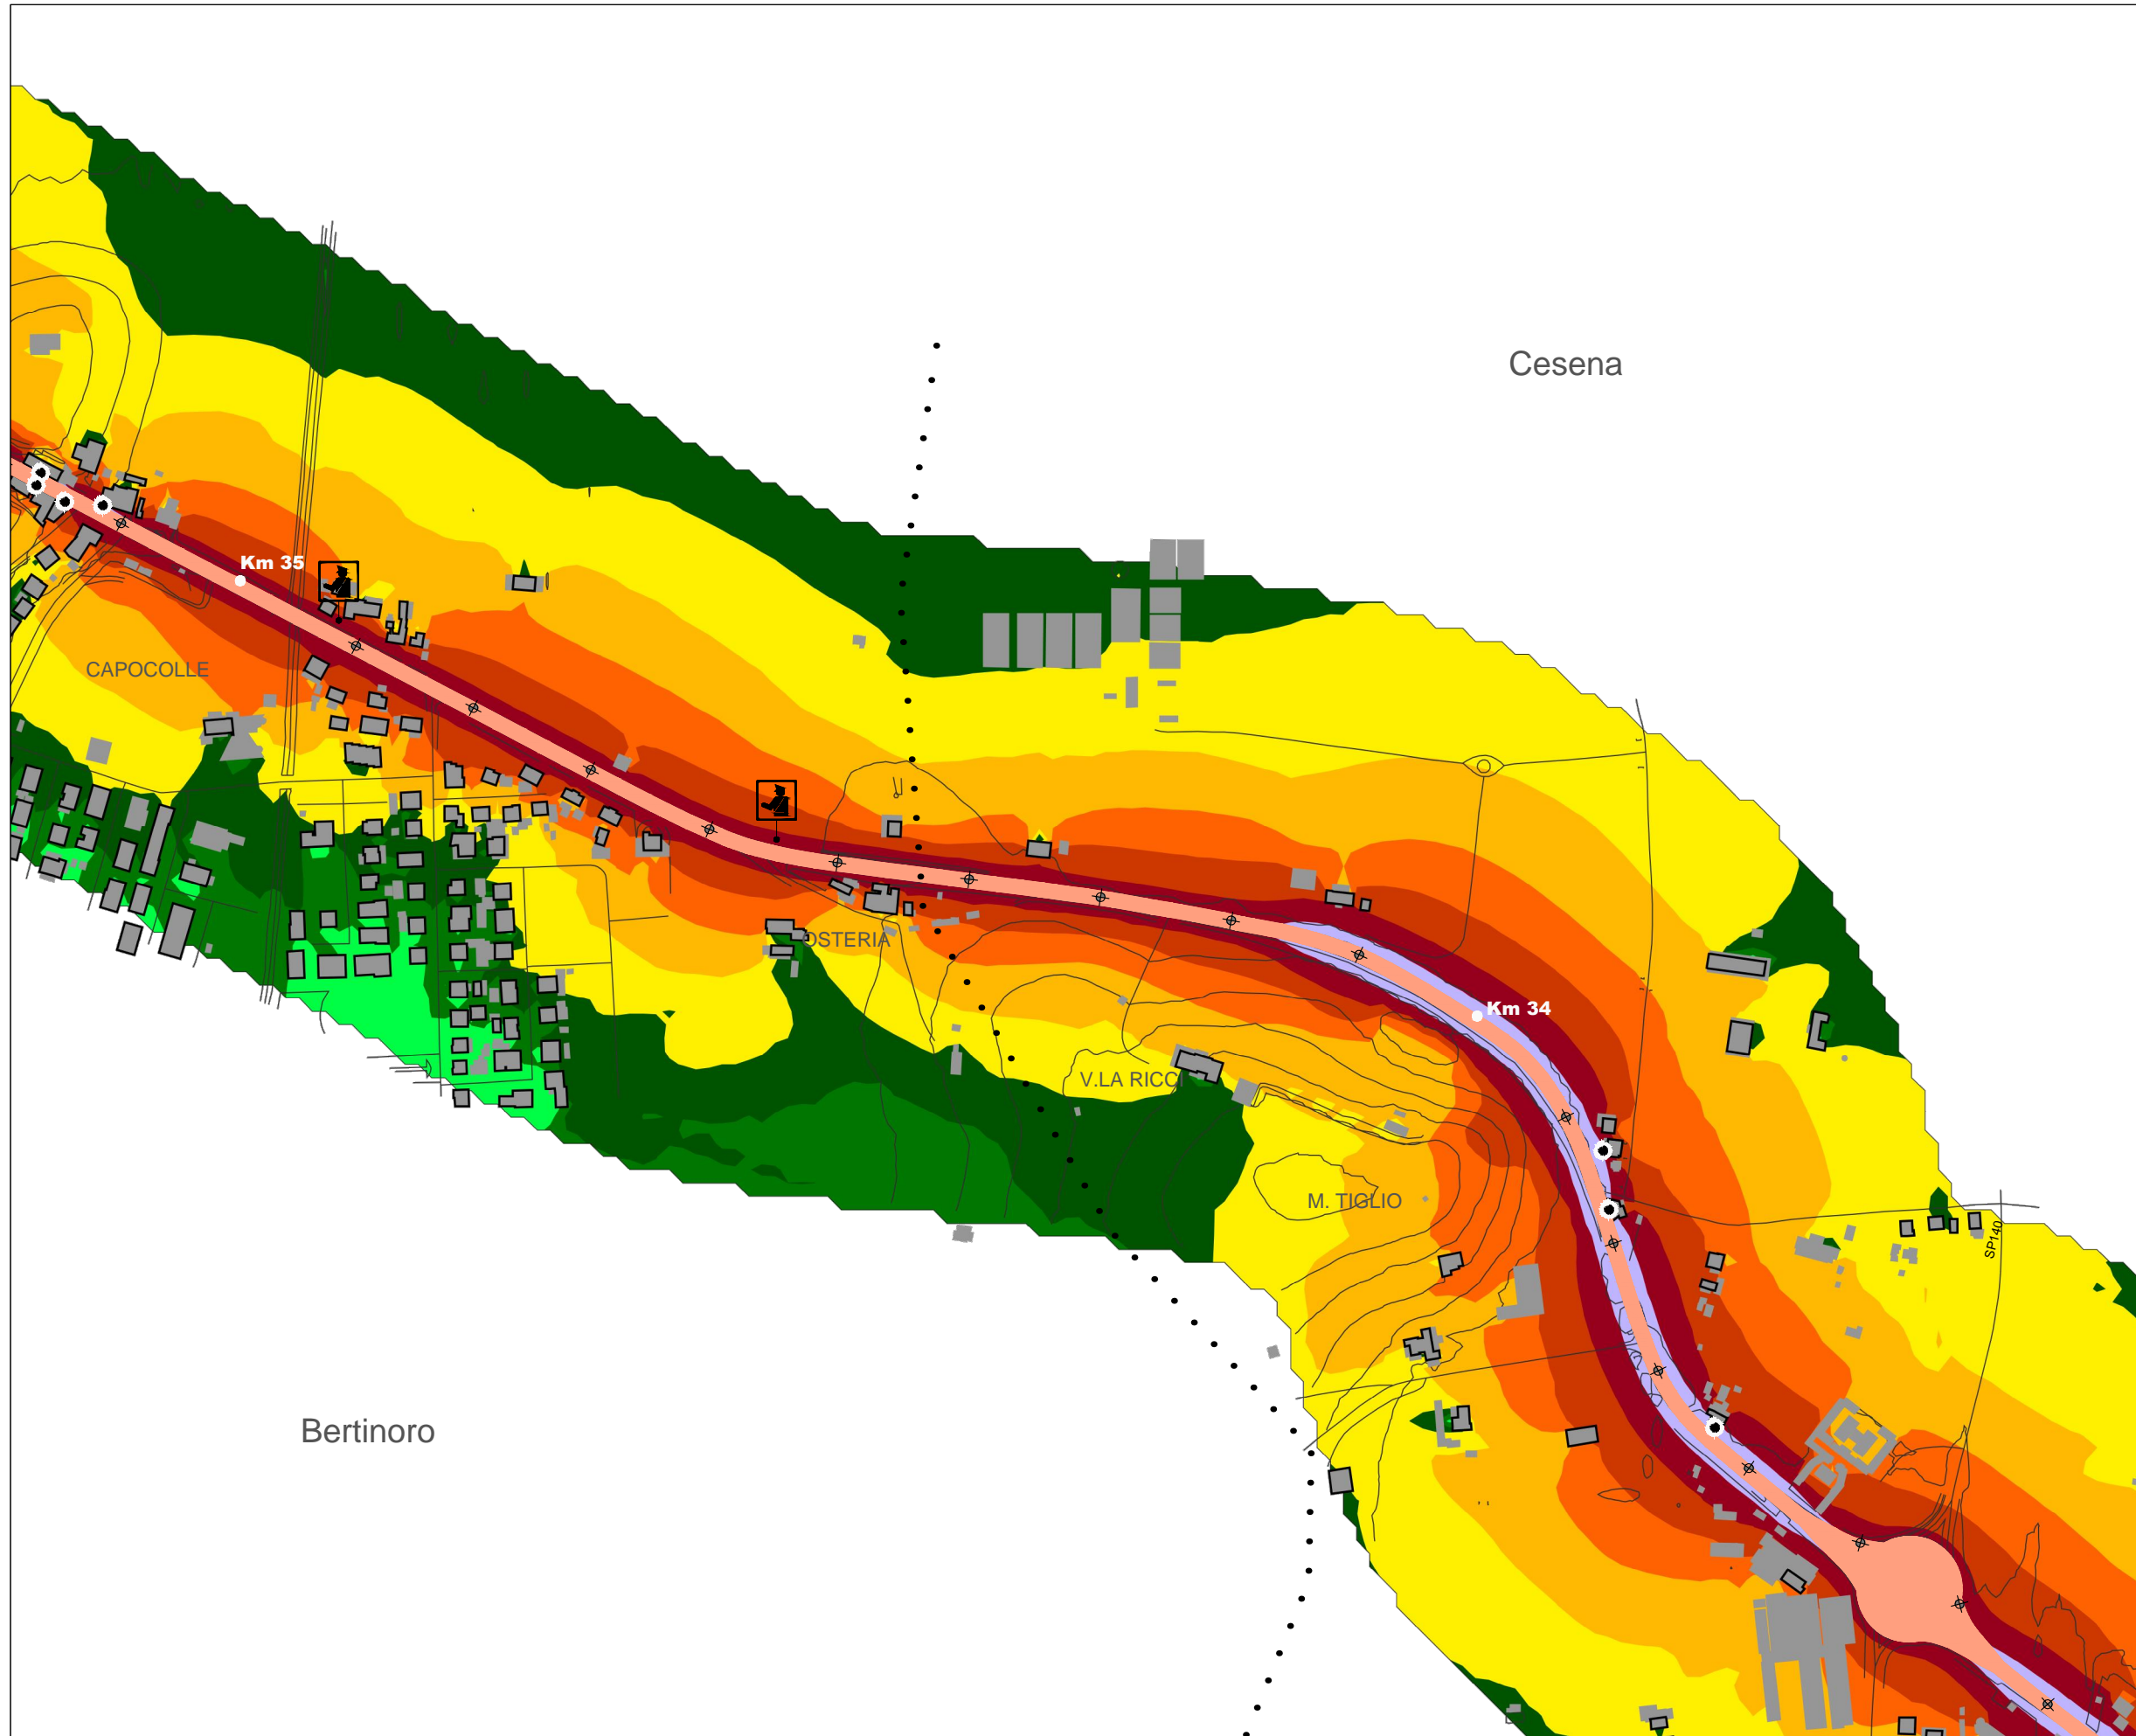 Cesena
Km 35
CAPOCOLLE
OSTERIA
Km 34
V.LA RICCI
M. TIGLIO
SP140
Bertinoro